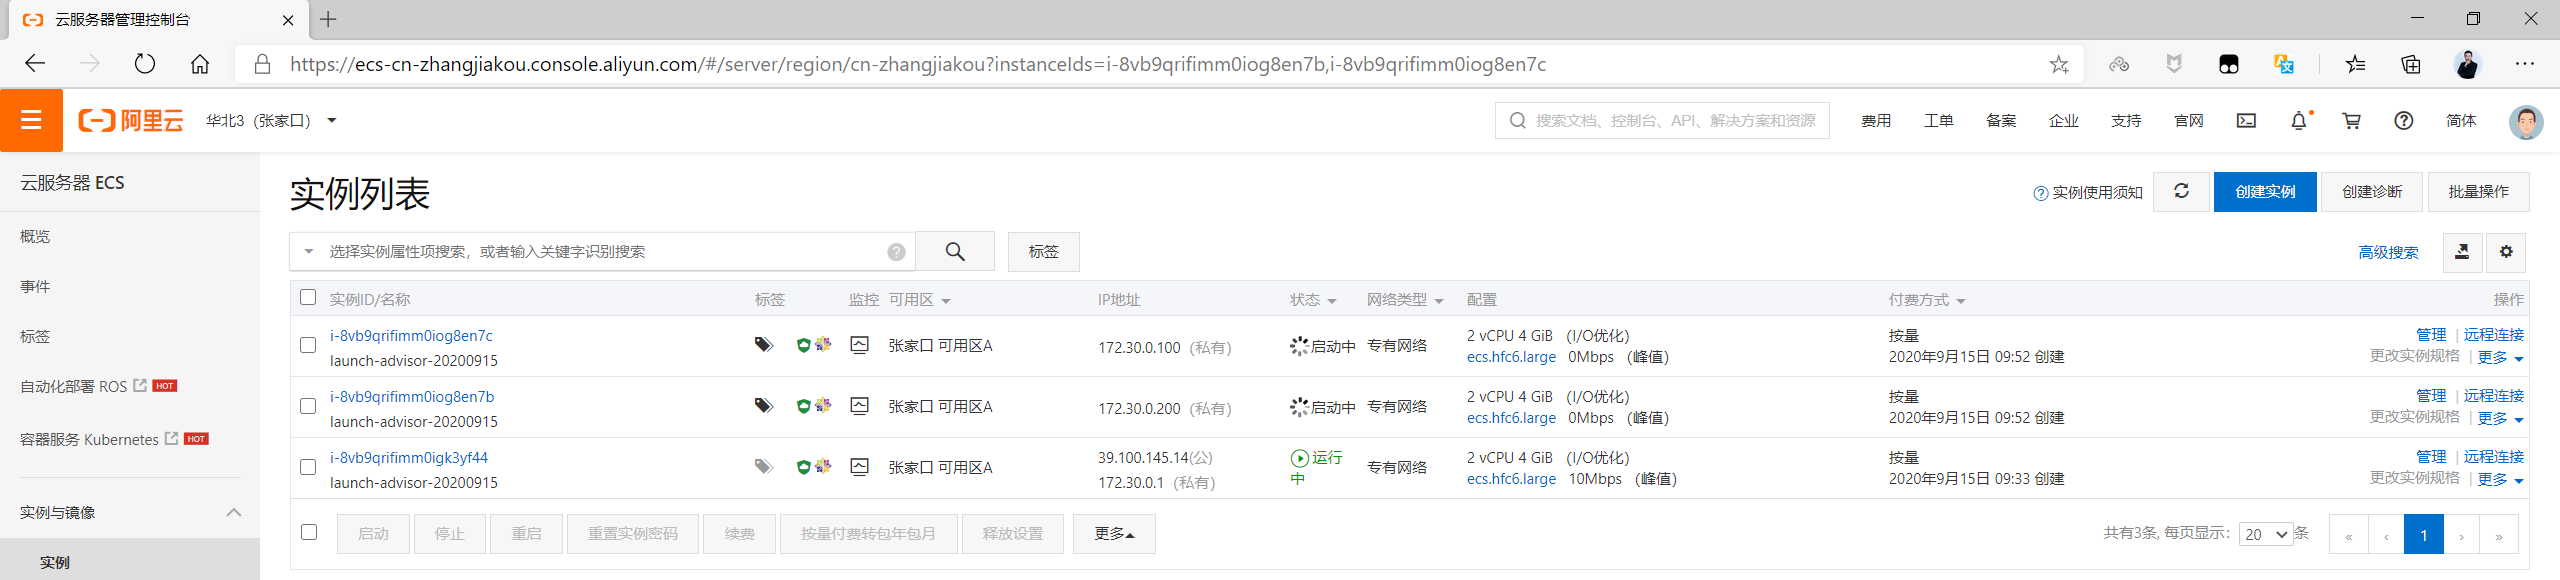 云服务器管理控制台
https://ecs-cn-zhangjiakou.console.aliyun.com/#/server/region/cn-zhangjiakou?instanceIds=i-8vb9qrifimm0iog8en7b,i-8vb9qrifimm0iog8en7c
阿里云 华北3（张家口） 搜索文档、控制台、API、解决方案和资源 费用 工单 备案 企业 支持 官网 简体
云服务器 ECS
概览
事件
标签
自动化部署 ROS HOT
容器服务 Kubernetes HOT
实例与镜像
实例
实例列表
实例使用须知 创建实例 创建诊断 批量操作
选择实例属性项搜索，或者输入关键字识别搜索 ? 标签 高级搜索
实例ID/名称 标签 监控 可用区 IP地址 状态 网络类型 配置 付费方式 操作
i-8vb9qrifimm0iog8en7c 2 vCPU 4 GiB （I/O优化） 按量 管理 | 远程连接
launch-advisor-20200915 张家口 可用区A 172.30.0.100（私有） 启动中 专有网络 ecs.hfc6.large 0Mbps （峰值） 2020年9月15日 09:52 创建 更改实例规格 | 更多
i-8vb9qrifimm0iog8en7b 2 vCPU 4 GiB （I/O优化） 按量 管理 | 远程连接
launch-advisor-20200915 张家口 可用区A 172.30.0.200（私有） 启动中 专有网络 ecs.hfc6.large 0Mbps （峰值） 2020年9月15日 09:52 创建 更改实例规格 | 更多
i-8vb9qrifimm0igk3yf44 39.100.145.14(公) 运行中 2 vCPU 4 GiB （I/O优化） 按量 管理 | 远程连接
launch-advisor-20200915 张家口 可用区A 172.30.0.1（私有） 专有网络 ecs.hfc6.large 10Mbps （峰值） 2020年9月15日 09:33 创建 更改实例规格 | 更多
启动 停止 重启 重置实例密码 续费 按量付费转包年包月 释放设置 更多 共有3条, 每页显示： 20 条 « ‹ 1 › »